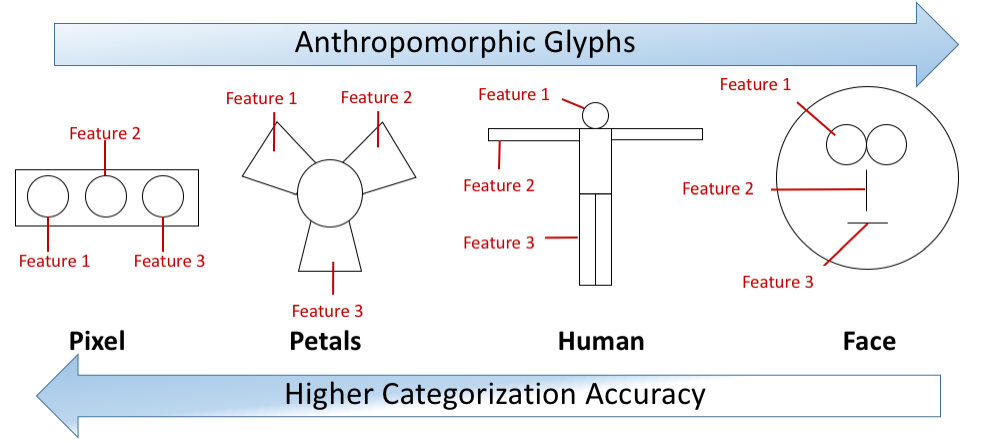 Anthropomorphic Glyphs
Feature 1
Feature 2
Feature 3
Feature 1
Feature 2
Feature 3
Feature 1
Feature 2
Feature 3
Feature 1
Feature 2
Feature 3
Pixel
Petals
Human
Face
Higher Categorization Accuracy